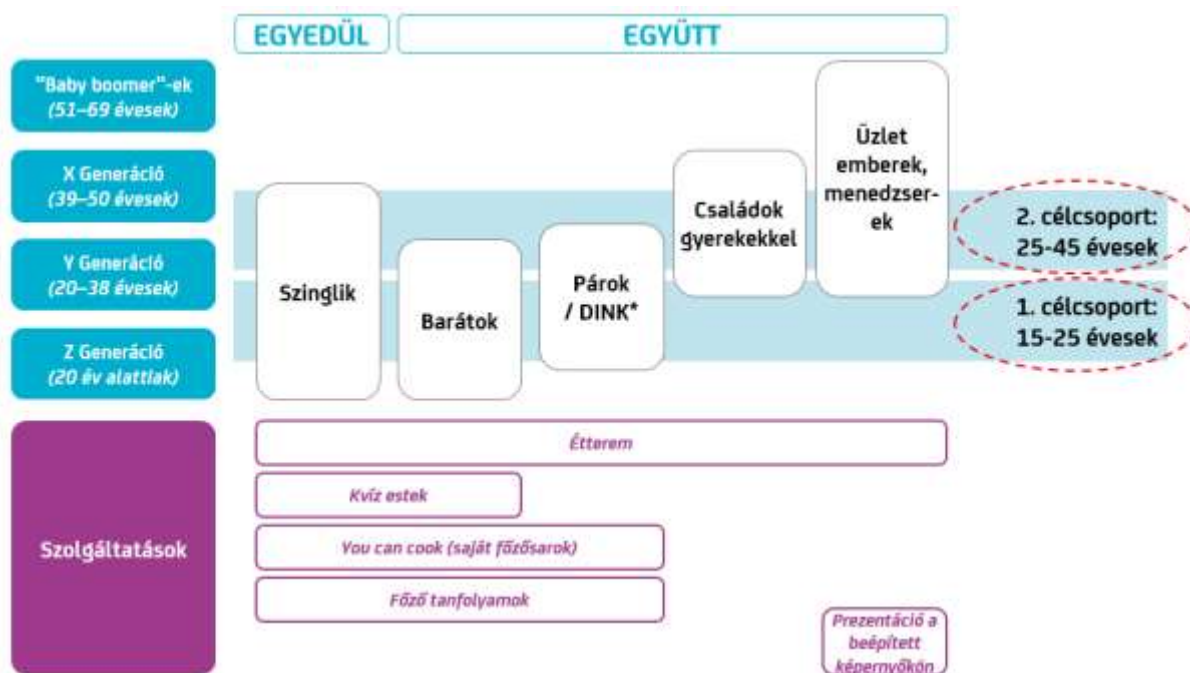 EGYEDÜL
EGYÜTT
"Baby boomer"-ek
(51–69 évesek)
X Generáció
(39–50 évesek)
Y Generáció
(20–38 évesek)
Z Generáció
(20 év alattiak)
Szinglik
Barátok
Párok
/ DINK*
Családok
gyerekekkel
Üzlet
emberek,
menedzser-
ek
2. célcsoport:
25-45 évesek
1. célcsoport:
15-25 évesek
Szolgáltatások
Étterem
Kvíz estek
You can cook (saját főzősarok)
Főző tanfolyamok
Prezentáció a
beépített
képernyőkön